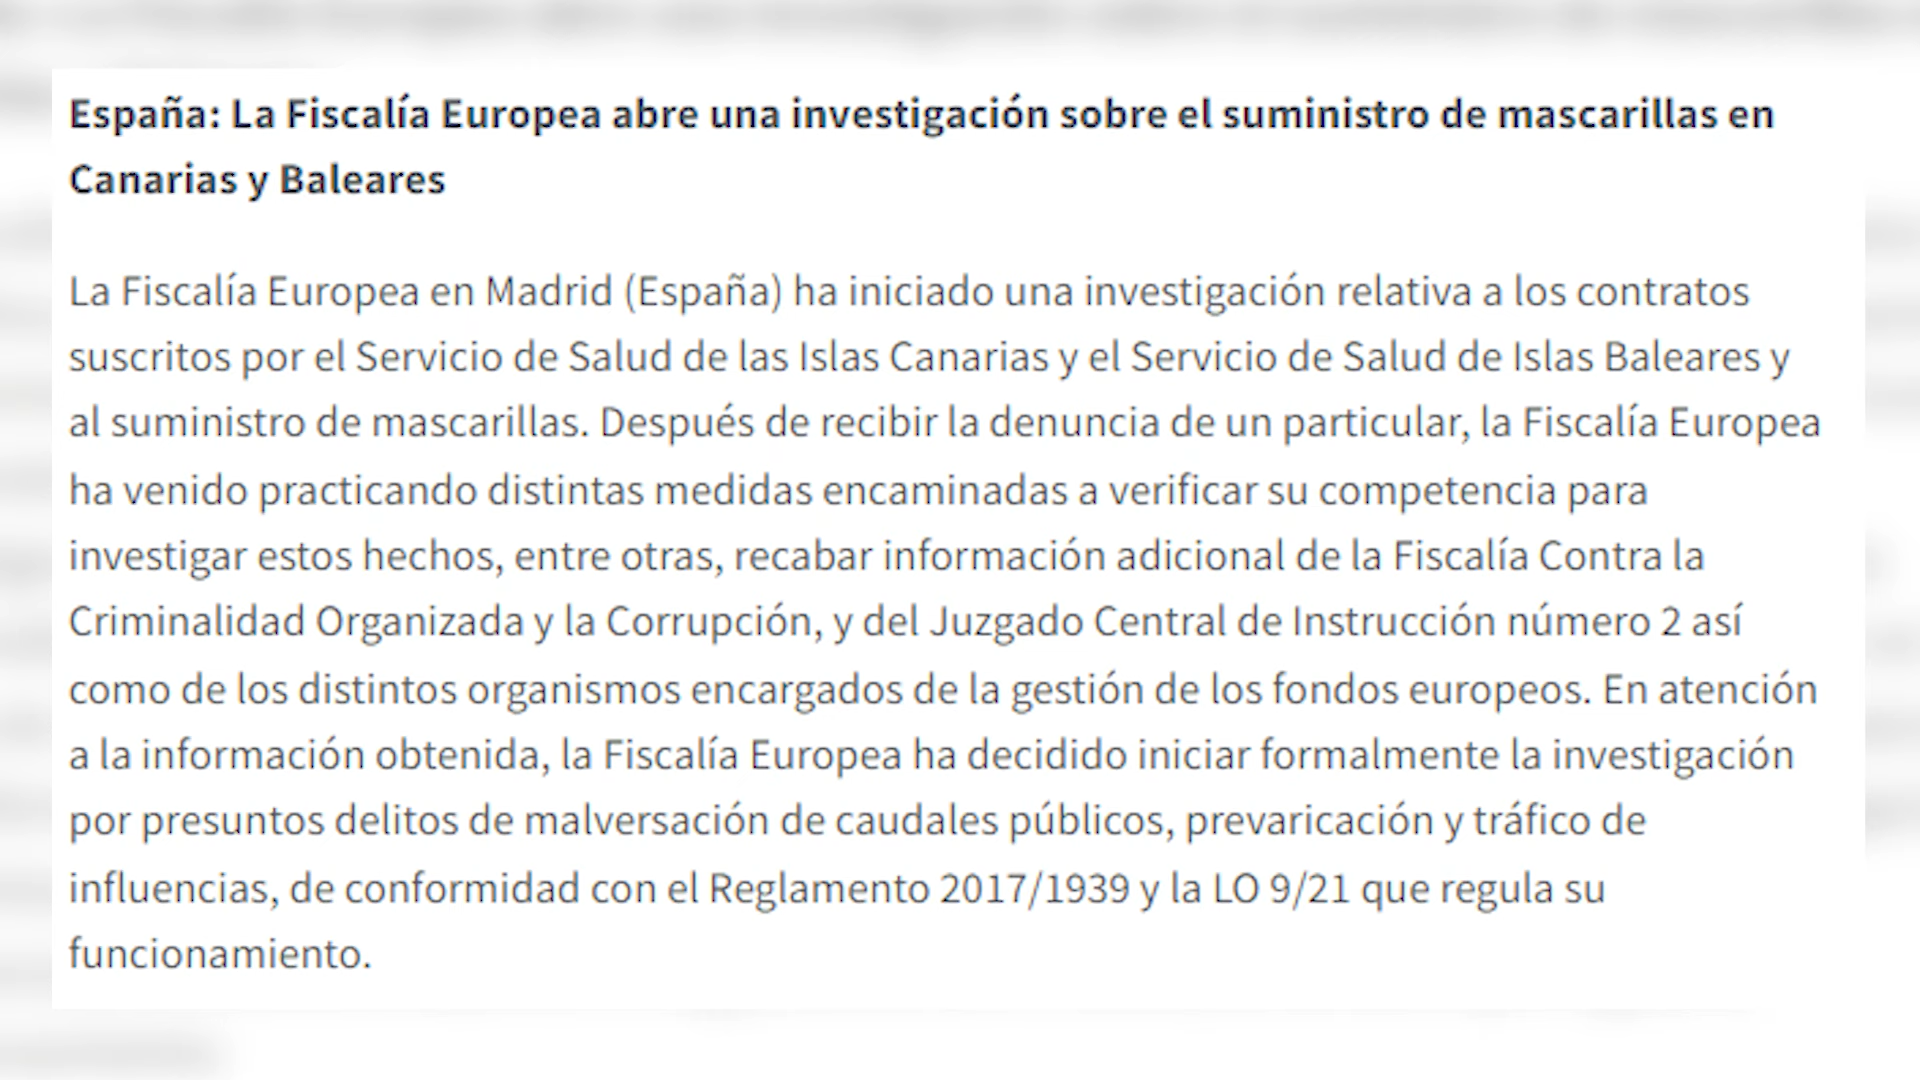 España: La Fiscalía Europea abre una investigación sobre el suministro de mascarillas en
Canarias y Baleares
La Fiscalía Europea en Madrid (España) ha iniciado una investigación relativa a los contratos
suscritos por el Servicio de Salud de las Islas Canarias y el Servicio de Salud de Islas Baleares y
al suministro de mascarillas. Después de recibir la denuncia de un particular, la Fiscalía Europea
ha venido practicando distintas medidas encaminadas a verificar su competencia para
investigar estos hechos, entre otras, recabar información adicional de la Fiscalía Contra la
Criminalidad Organizada y la Corrupción, y del Juzgado Central de Instrucción número 2 así
como de los distintos organismos encargados de la gestión de los fondos europeos. En atención
a la información obtenida, la Fiscalía Europea ha decidido iniciar formalmente la investigación
por presuntos delitos de malversación de caudales públicos, prevaricación y tráfico de
influencias, de conformidad con el Reglamento 2017/1939 y la LO 9/21 que regula su
funcionamiento.